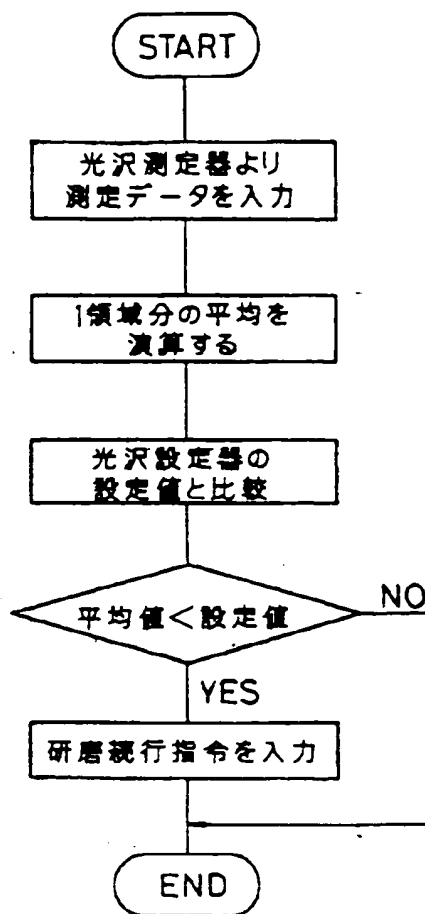 START
光沢測定器より
測定データを入力
1領域分の平均を
演算する
光沢設定器の
設定値と比較
平均値<設定値
NO
YES
研磨続行指令を入力
END